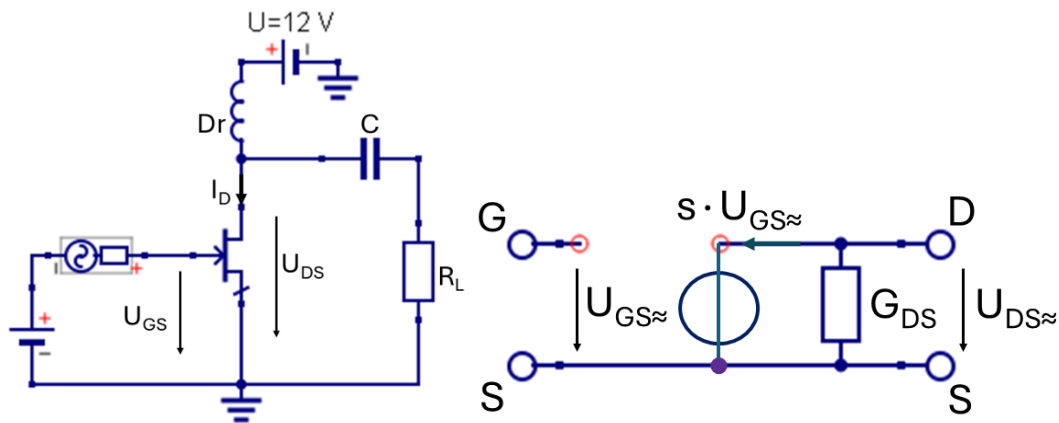 U=12 V
+
I
Dr
C
I_D
U_DS
R_L
I
+
U_GS
+
−
G
s · U_GS≈
D
U_GS≈
G_DS
U_DS≈
S
S